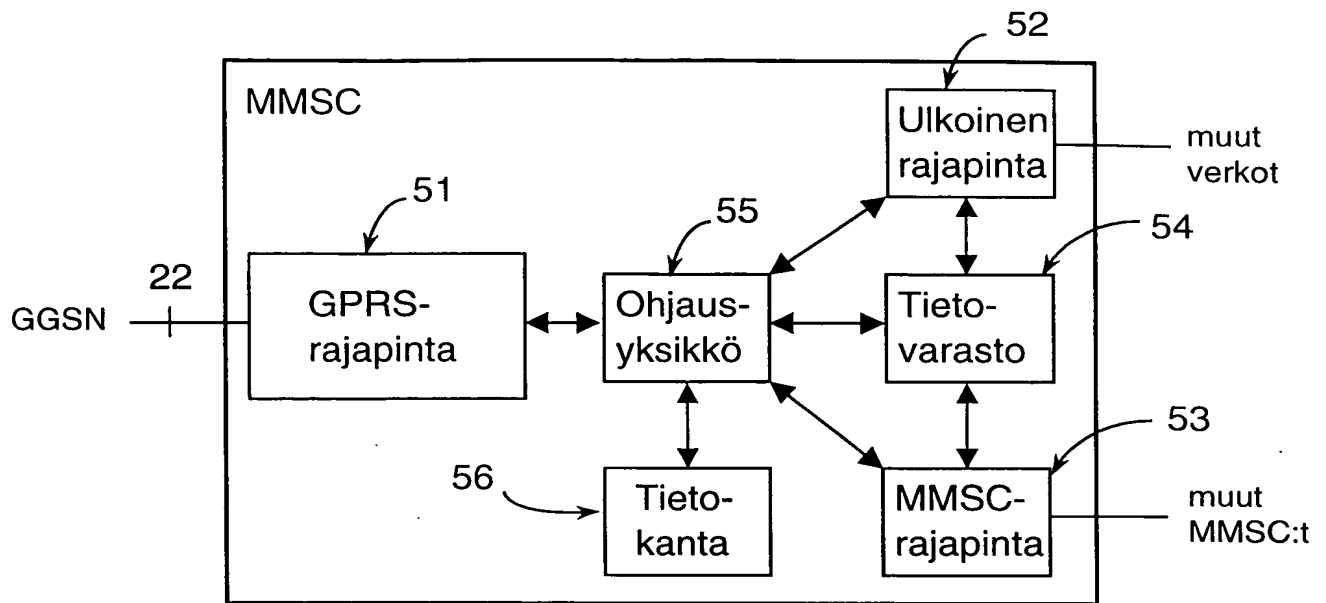 52
MMSC
Ulkoinen
rajapinta
muut
verkot
51
55
54
22
GGSN
GPRS-
rajapinta
Ohjaus-
yksikkö
Tieto-
varasto
53
56
Tieto-
kanta
MMSC-
rajapinta
muut
MMSC:t